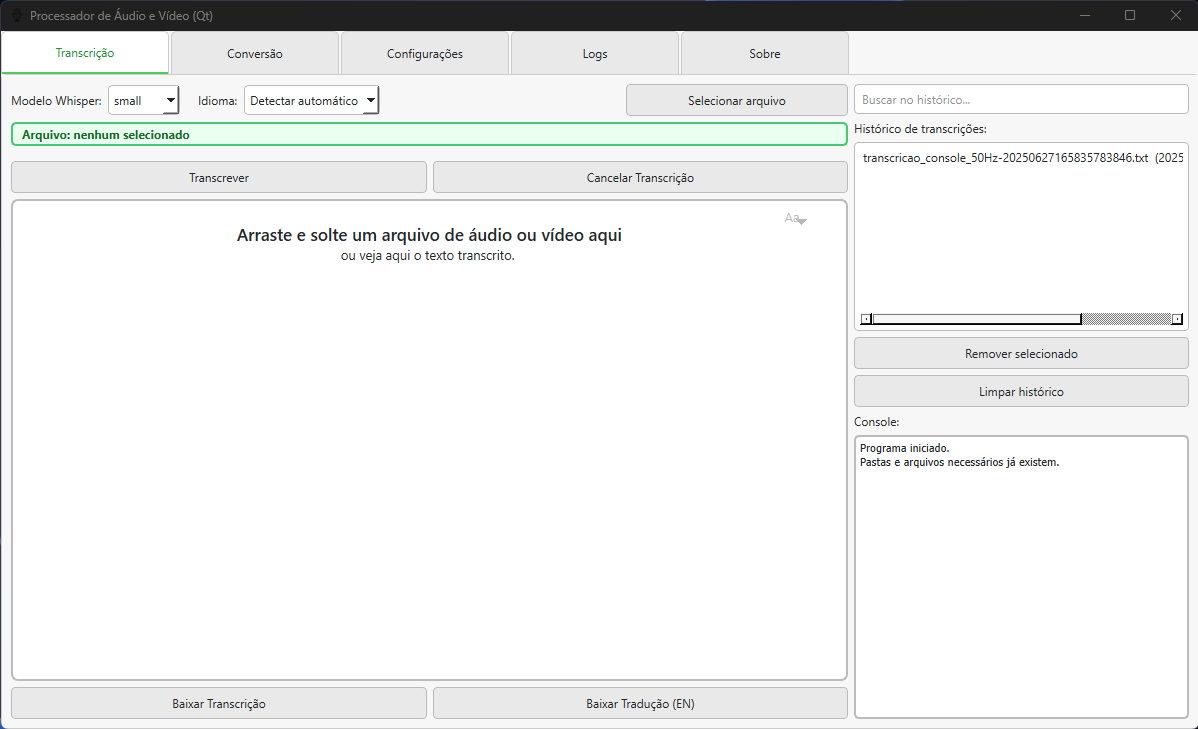 Processador de Áudio e Vídeo (Qt)
Transcrição
Conversão
Configurações
Logs
Sobre
Modelo Whisper:
small
Idioma:
Detectar automático
Selecionar arquivo
Arquivo: nenhum selecionado
Transcrever
Cancelar Transcrição
Aa
Arraste e solte um arquivo de áudio ou vídeo aqui
ou veja aqui o texto transcrito.
Baixar Transcrição
Baixar Tradução (EN)
Buscar no histórico...
Histórico de transcrições:
transcricao_console_50Hz-20250627165835783846.txt (2025
Remover selecionado
Limpar histórico
Console:
Programa iniciado.
Pastas e arquivos necessários já existem.